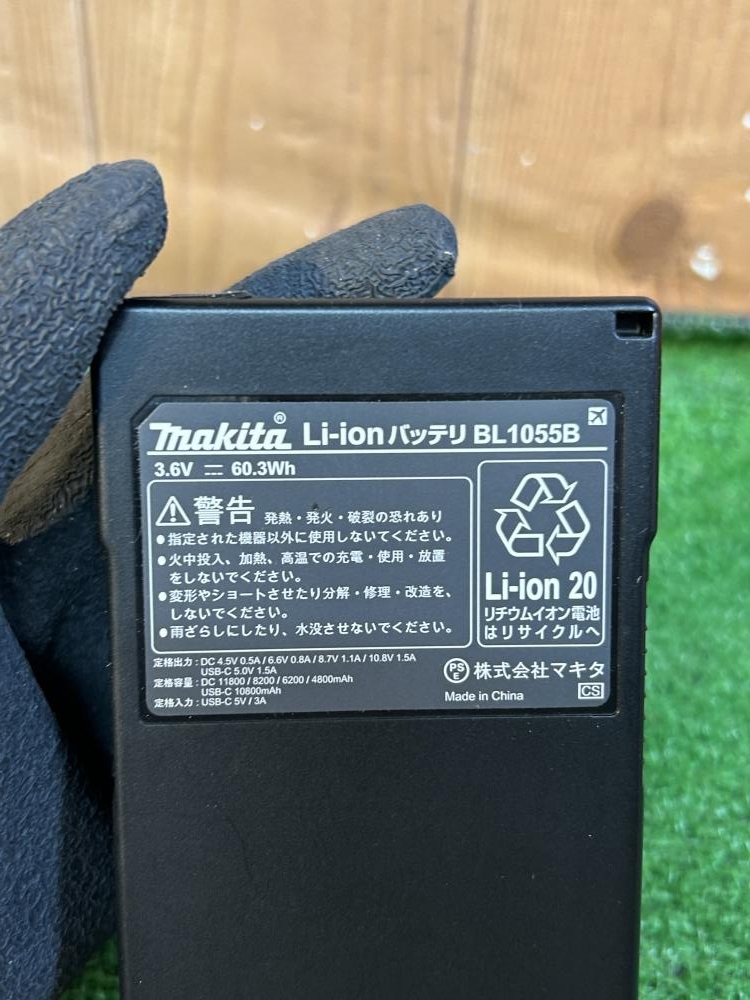 makita® Li-ion バッテリ BL1055B
3.6V ⎓ 60.3Wh
⚠警告 発熱・発火・破裂の恐れあり
●指定された機器以外に使用しないでください。
●火中投入、加熱、高温での充電・使用・放置
をしないでください。
●変形やショートさせたり分解・修理・改造を、
しないでください。
●雨ざらしにしたり、水没させないでください。
Li-ion 20
リチウムイオン電池
はリサイクルへ
定格出力：DC 4.5V 0.5A / 6.6V 0.8A / 8.7V 1.1A / 10.8V 1.5A
USB-C 5.0V 1.5A
定格容量：DC 11800 / 8200 / 6200 / 4800mAh
USB-C 10800mAh
定格入力：USB-C 5V / 3A
PSE 株式会社マキタ
Made in China CS